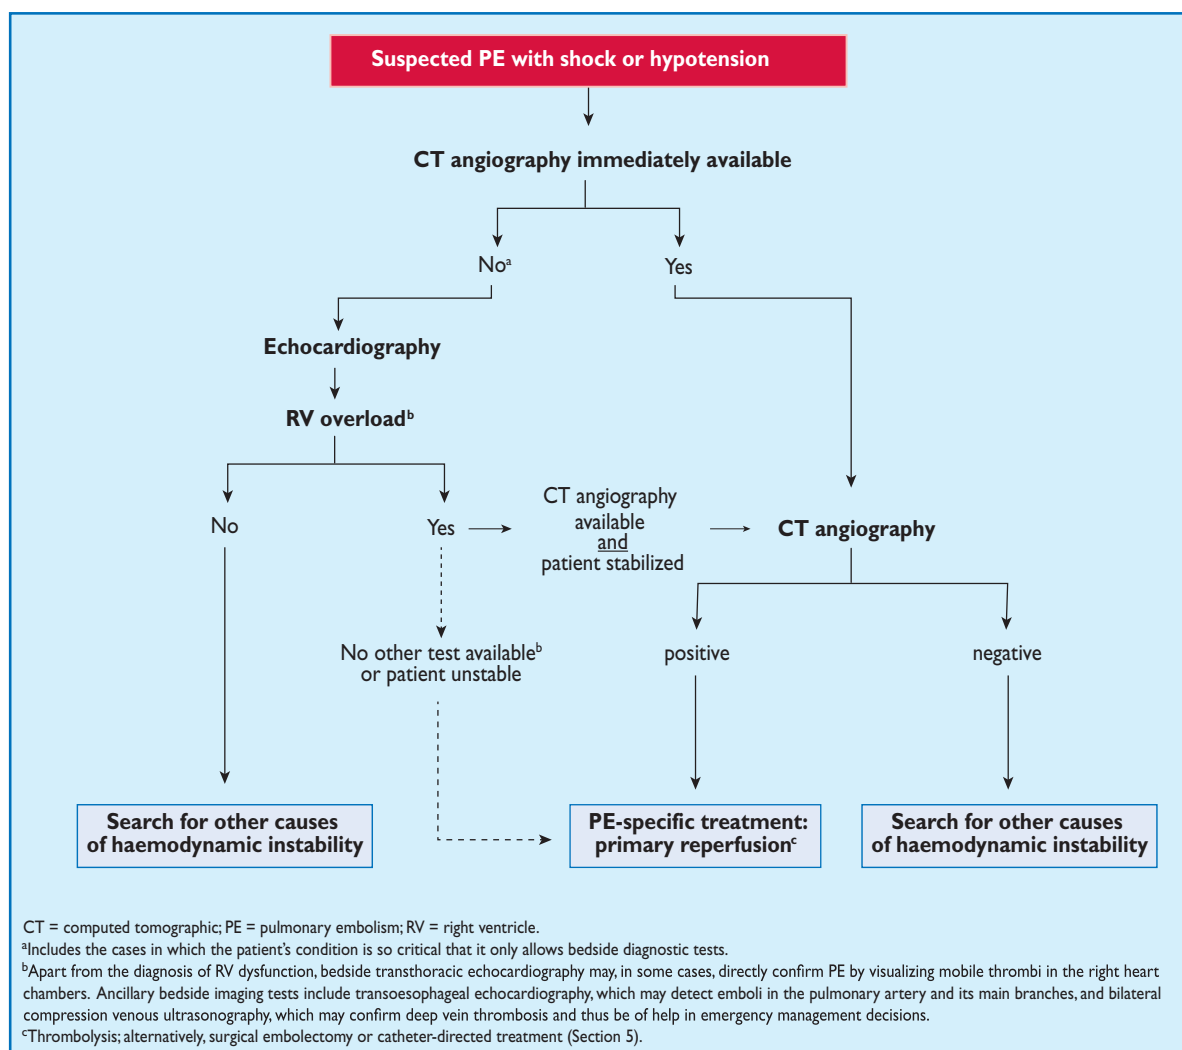 Suspected PE with shock or hypotension
CT angiography immediately available
Noᵃ
Yes
Echocardiography
RV overloadᵇ
No
Yes
CT angiography
available
and
patient stabilized
CT angiography
No other test availableᵇ
or patient unstable
positive
negative
Search for other causes
of haemodynamic instability
PE-specific treatment:
primary reperfusionᶜ
Search for other causes
of haemodynamic instability
CT = computed tomographic; PE = pulmonary embolism; RV = right ventricle.
ᵃIncludes the cases in which the patient’s condition is so critical that it only allows bedside diagnostic tests.
ᵇApart from the diagnosis of RV dysfunction, bedside transthoracic echocardiography may, in some cases, directly confirm PE by visualizing mobile thrombi in the right heart
chambers. Ancillary bedside imaging tests include transoesophageal echocardiography, which may detect emboli in the pulmonary artery and its main branches, and bilateral
compression venous ultrasonography, which may confirm deep vein thrombosis and thus be of help in emergency management decisions.
ᶜThrombolysis; alternatively, surgical embolectomy or catheter-directed treatment (Section 5).